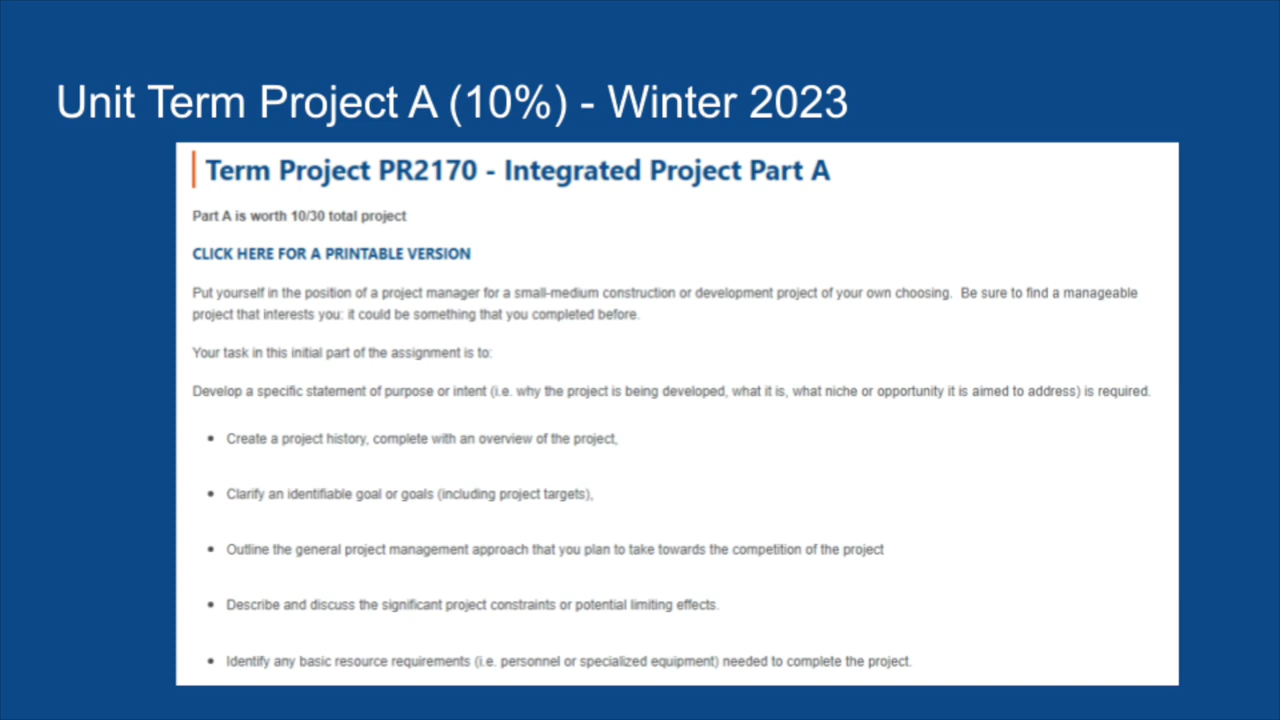 Unit Term Project A (10%) - Winter 2023
Term Project PR2170 - Integrated Project Part A
Part A is worth 10/30 total project
CLICK HERE FOR A PRINTABLE VERSION
Put yourself in the position of a project manager for a small-medium construction or development project of your own choosing.  Be sure to find a manageable
project that interests you: it could be something that you completed before.
Your task in this initial part of the assignment is to:
Develop a specific statement of purpose or intent (i.e. why the project is being developed, what it is, what niche or opportunity it is aimed to address) is required.
• Create a project history, complete with an overview of the project,
• Clarify an identifiable goal or goals (including project targets),
• Outline the general project management approach that you plan to take towards the competition of the project
• Describe and discuss the significant project constraints or potential limiting effects.
• Identify any basic resource requirements (i.e. personnel or specialized equipment) needed to complete the project.